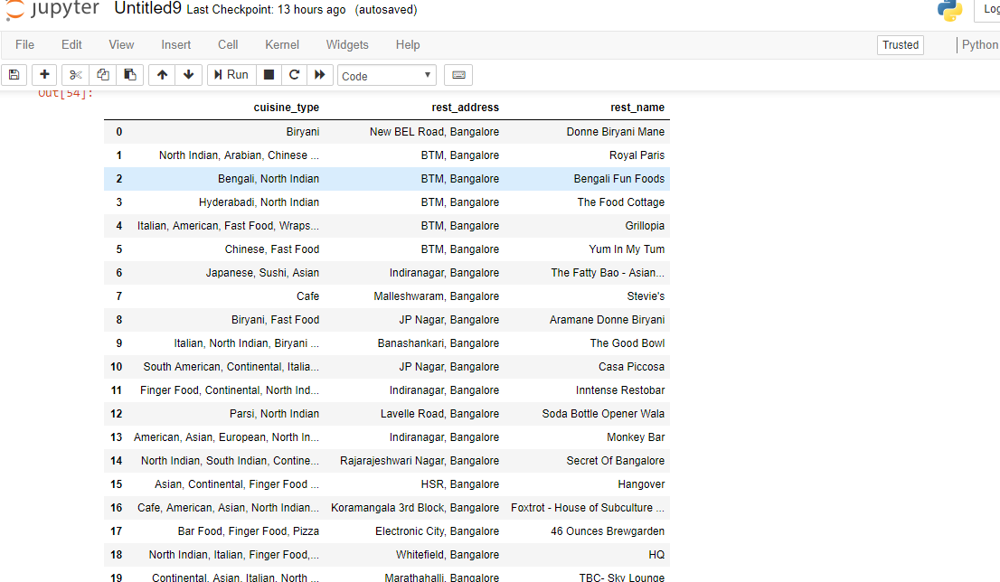 jupyter Untitled9 Last Checkpoint: 13 hours ago (autosaved)
File Edit View Insert Cell Kernel Widgets Help Trusted Python
Run Code
Out[54]:
cuisine_type rest_address rest_name
0 Biryani New BEL Road, Bangalore Donne Biryani Mane
1 North Indian, Arabian, Chinese ... BTM, Bangalore Royal Paris
2 Bengali, North Indian BTM, Bangalore Bengali Fun Foods
3 Hyderabadi, North Indian BTM, Bangalore The Food Cottage
4 Italian, American, Fast Food, Wraps... BTM, Bangalore Grillopia
5 Chinese, Fast Food BTM, Bangalore Yum In My Tum
6 Japanese, Sushi, Asian Indiranagar, Bangalore The Fatty Bao - Asian...
7 Cafe Malleshwaram, Bangalore Stevie's
8 Biryani, Fast Food JP Nagar, Bangalore Aramane Donne Biryani
9 Italian, North Indian, Biryani ... Banashankari, Bangalore The Good Bowl
10 South American, Continental, Italia... JP Nagar, Bangalore Casa Piccosa
11 Finger Food, Continental, North Ind... Indiranagar, Bangalore Inntense Restobar
12 Parsi, North Indian Lavelle Road, Bangalore Soda Bottle Opener Wala
13 American, Asian, European, North In... Indiranagar, Bangalore Monkey Bar
14 North Indian, South Indian, Contine... Rajarajeshwari Nagar, Bangalore Secret Of Bangalore
15 Asian, Continental, Finger Food ... HSR, Bangalore Hangover
16 Cafe, American, Asian, North Indian... Koramangala 3rd Block, Bangalore Foxtrot - House of Subculture ...
17 Bar Food, Finger Food, Pizza Electronic City, Bangalore 46 Ounces Brewgarden
18 North Indian, Italian, Finger Food,... Whitefield, Bangalore HQ
19 Continental, Asian, Italian, North ... Marathahalli, Bangalore TBC- Sky Lounge